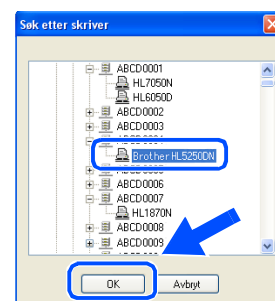 Søk etter skriver
ABCD0001
HL7050N
HL6050D
ABCD0002
ABCD0003
Brother HL5250DN
ABCD0006
ABCD0007
HL1870N
ABCD0008
ABCD0009
OK Avbryt